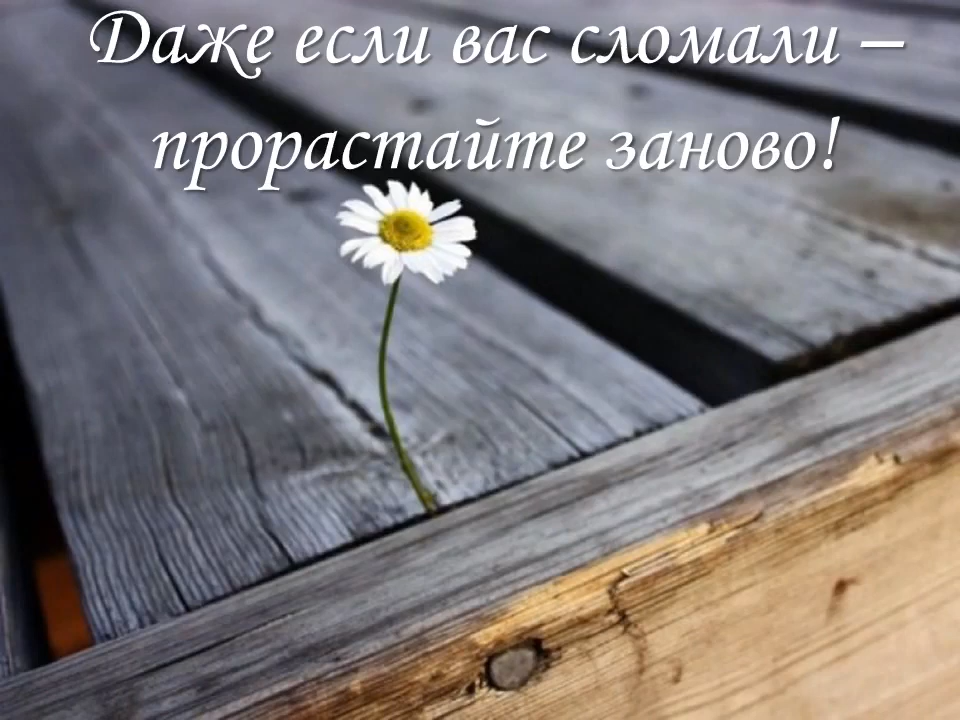 Даже если вас сломали –
прорастайте заново!